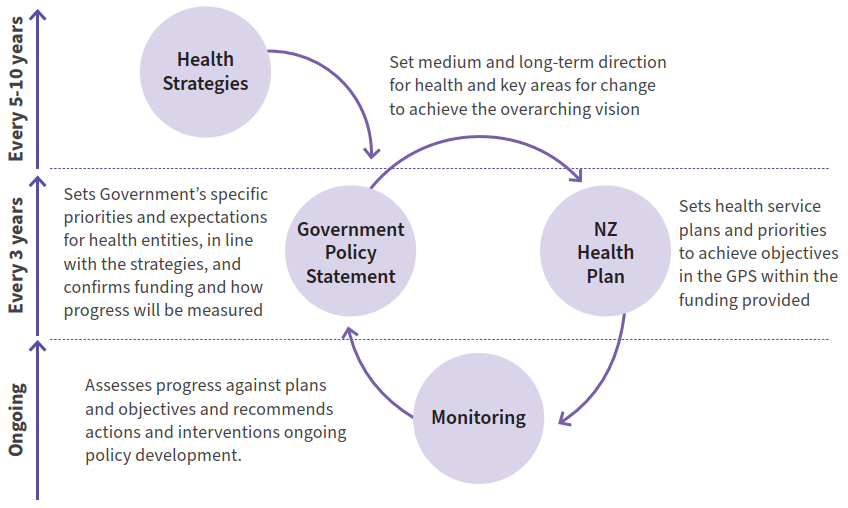 Every 5-10 years
Health
Strategies
Set medium and long-term direction
for health and key areas for change
to achieve the overarching vision
Every 3 years
Sets Government’s specific
priorities and expectations
for health entities, in line
with the strategies, and
confirms funding and how
progress will be measured
Government
Policy
Statement
NZ
Health
Plan
Sets health service
plans and priorities
to achieve objectives
in the GPS within the
funding provided
Ongoing
Assesses progress against plans
and objectives and recommends
actions and interventions ongoing
policy development.
Monitoring